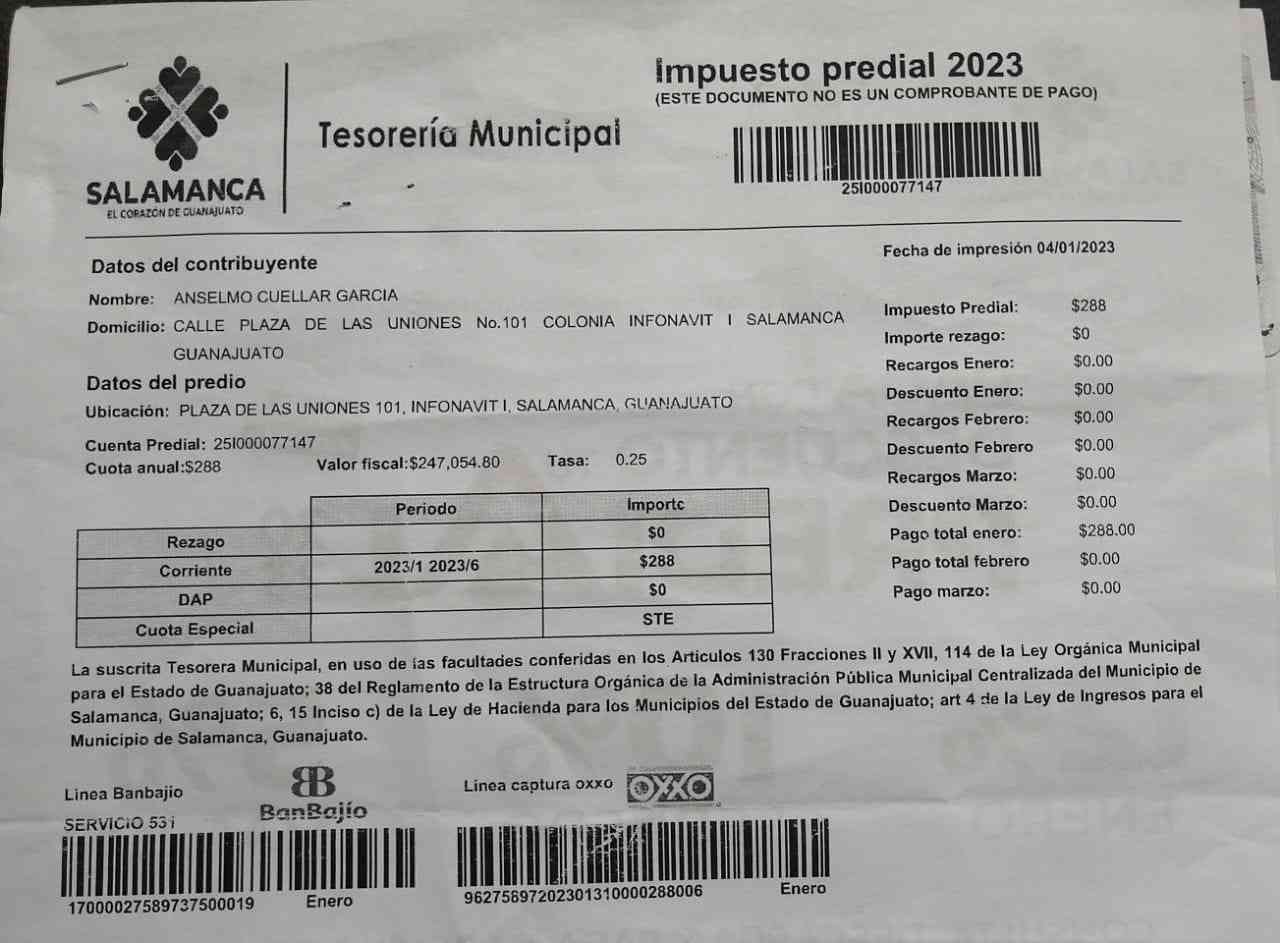 SALAMANCA
EL CORAZÓN DE GUANAJUATO
Tesorería Municipal
Impuesto predial 2023
(ESTE DOCUMENTO NO ES UN COMPROBANTE DE PAGO)
25I000077147
Datos del contribuyente
Nombre: ANSELMO CUELLAR GARCIA
Domicilio: CALLE PLAZA DE LAS UNIONES No.101 COLONIA INFONAVIT I SALAMANCA
GUANAJUATO
Datos del predio
Ubicación: PLAZA DE LAS UNIONES 101, INFONAVIT I, SALAMANCA, GUANAJUATO
Cuenta Predial: 25I000077147
Cuota anual:$288 Valor fiscal:$247,054.80 Tasa: 0.25
Fecha de impresión 04/01/2023
Impuesto Predial: $288
Importe rezago: $0
Recargos Enero: $0.00
Descuento Enero: $0.00
Recargos Febrero: $0.00
Descuento Febrero $0.00
Recargos Marzo: $0.00
Descuento Marzo: $0.00
Pago total enero: $288.00
Pago total febrero $0.00
Pago marzo: $0.00
Periodo Importe
Rezago $0
Corriente 2023/1 2023/6 $288
DAP $0
Cuota Especial STE
La suscrita Tesorera Municipal, en uso de las facultades conferidas en los Articulos 130 Fracciones II y XVII, 114 de la Ley Orgánica Municipal
para el Estado de Guanajuato; 38 del Reglamento de la Estructura Orgánica de la Administración Pública Municipal Centralizada del Municipio de
Salamanca, Guanajuato; 6, 15 Inciso c) de la Ley de Hacienda para los Municipios del Estado de Guanajuato; art 4 de la Ley de Ingresos para el
Municipio de Salamanca, Guanajuato.
Linea Banbajio
BB
BanBajío
SERVICIO 531
17000027589737500019 Enero
Linea captura oxxo OXXO
96275897202301310000288006 Enero